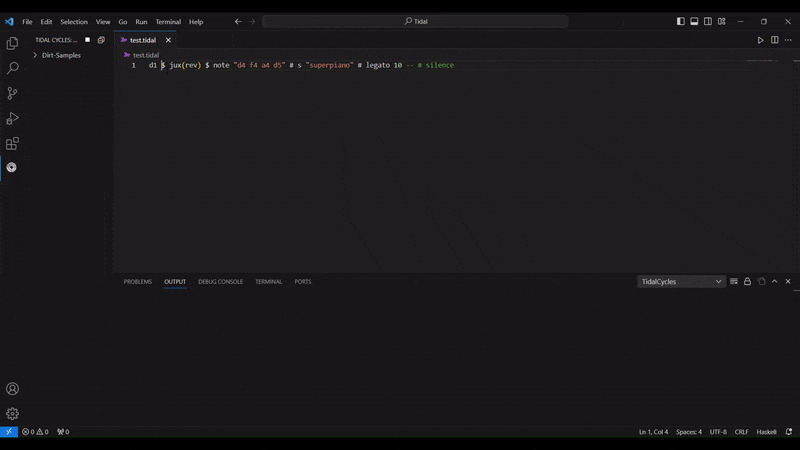 File Edit Selection View Go Run Terminal Help
Tidal
TIDAL CYCLES: ...
test.tidal
Dirt-Samples
test.tidal
1 d1 $ jux(rev) $ note "d4 f4 a4 d5" # s "superpiano" # legato 10 -- # silence
PROBLEMS OUTPUT DEBUG CONSOLE TERMINAL PORTS
TidalCycles
0 0 0
Ln 1, Col 4 Spaces: 4 UTF-8 CRLF Haskell